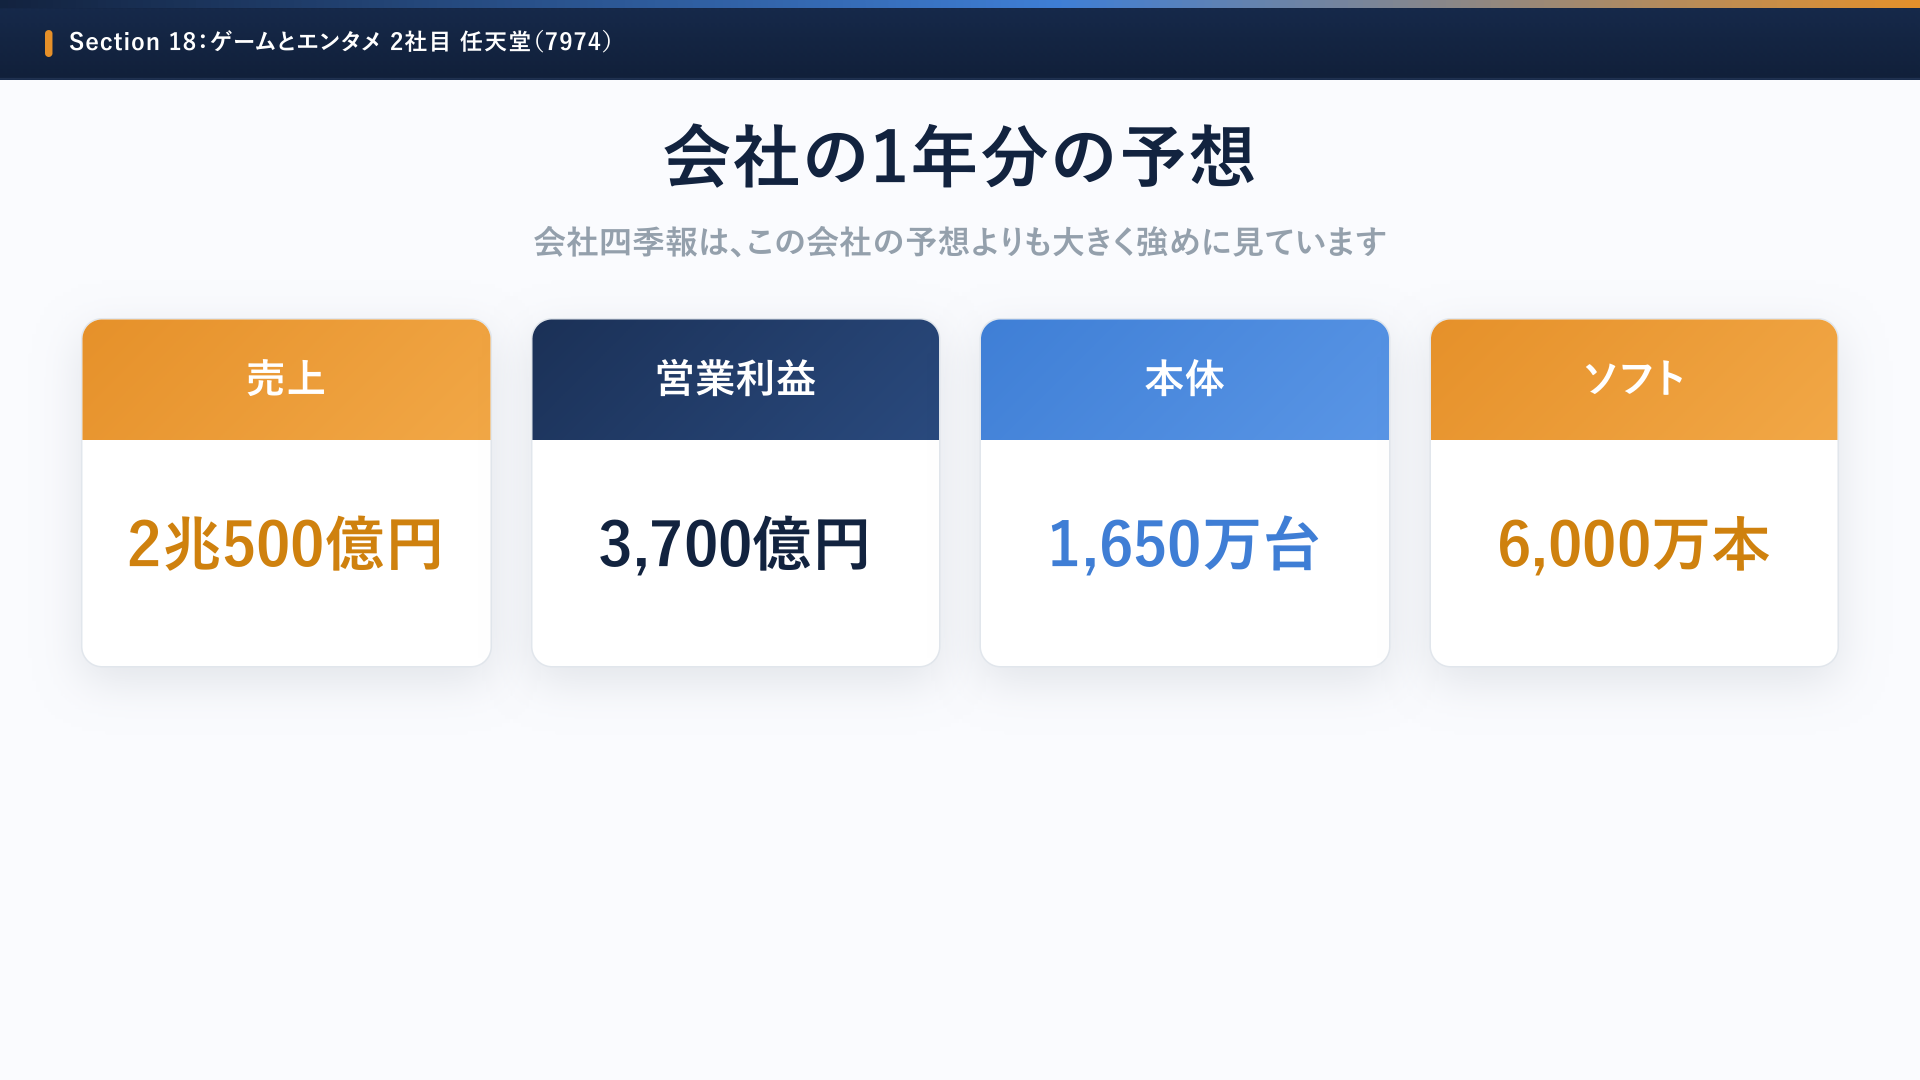 Section 18：ゲームとエンタメ 2社目 任天堂（7974）
会社の1年分の予想
会社四季報は、この会社の予想よりも大きく強めに見ています
売上
2兆500億円
営業利益
3,700億円
本体
1,650万台
ソフト
6,000万本